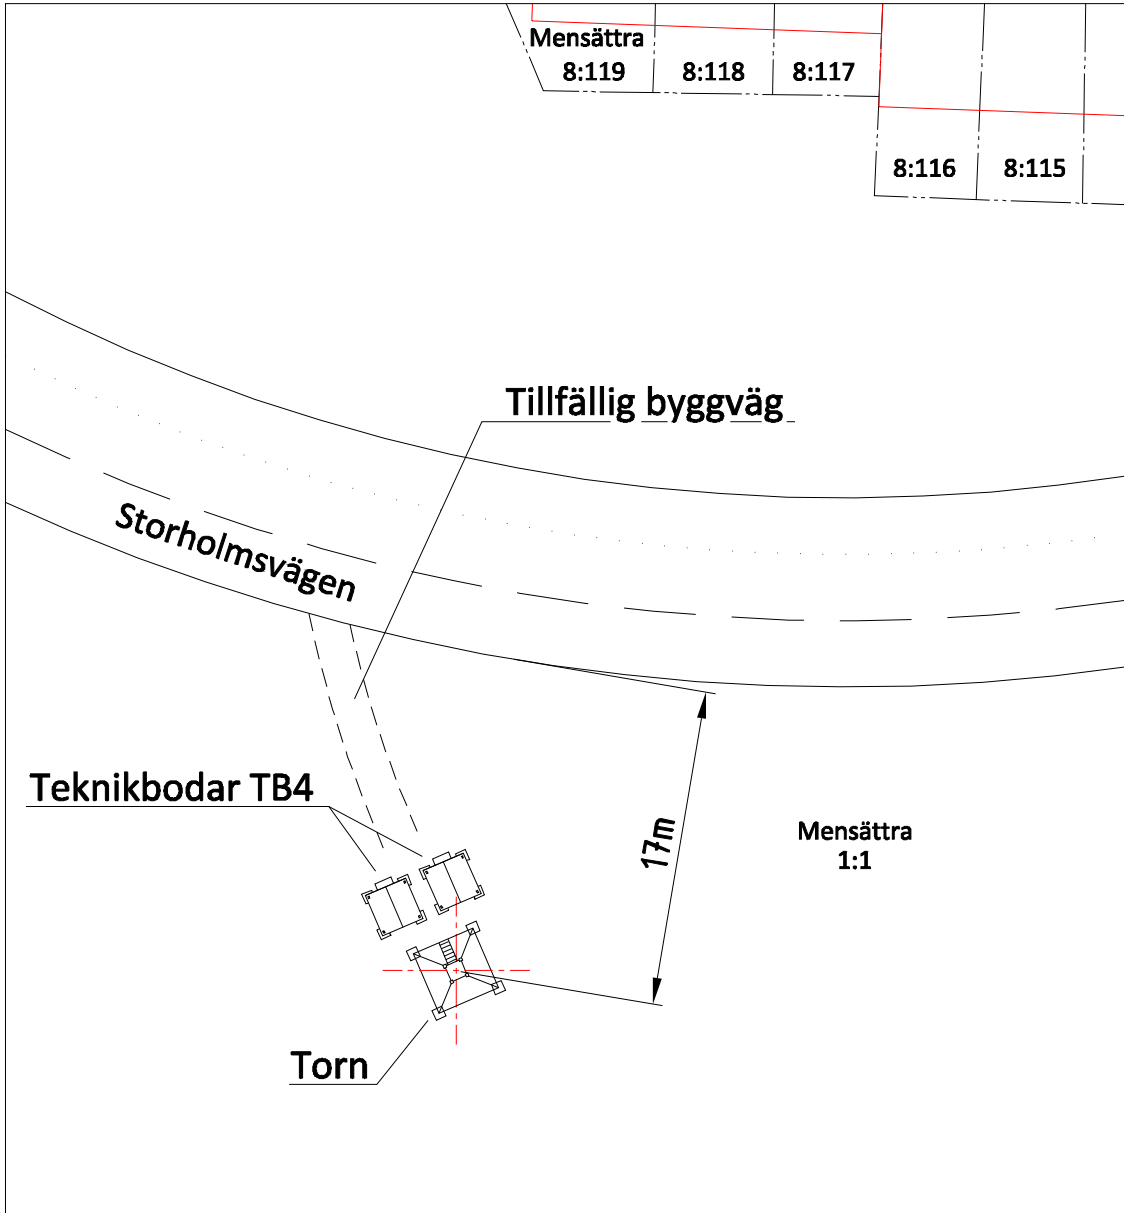 Mensättra
8:119
8:118
8:117
8:116
8:115
Tillfällig byggväg
Storholmsvägen
Teknikbodar TB4
17m
Mensättra
1:1
Torn